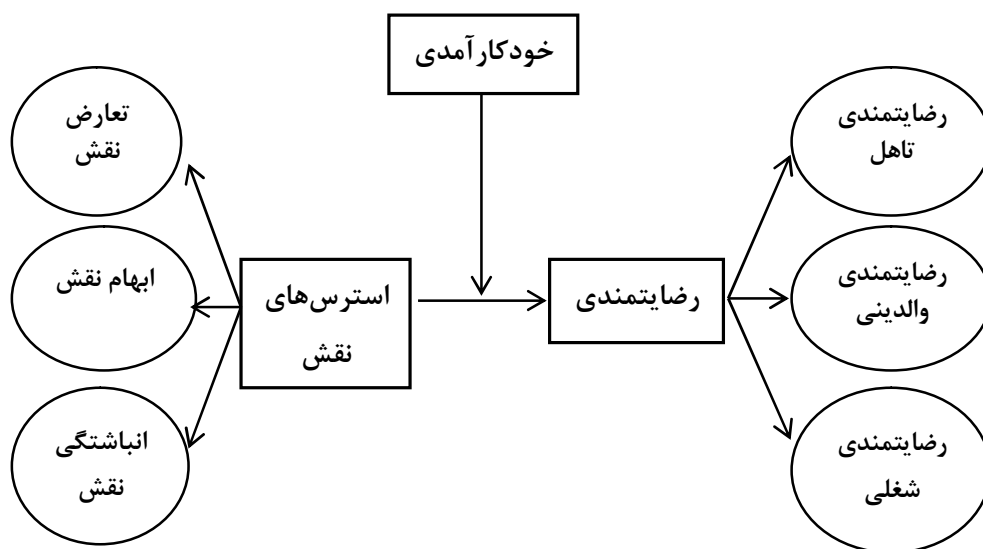 خودکارآمدی
رضایتمندی
تاهل
تعارض
نقش
رضایتمندی
والدینی
رضایتمندی
استرس‌های
نقش
ابهام نقش
رضایتمندی
شغلی
انباشتگی
نقش